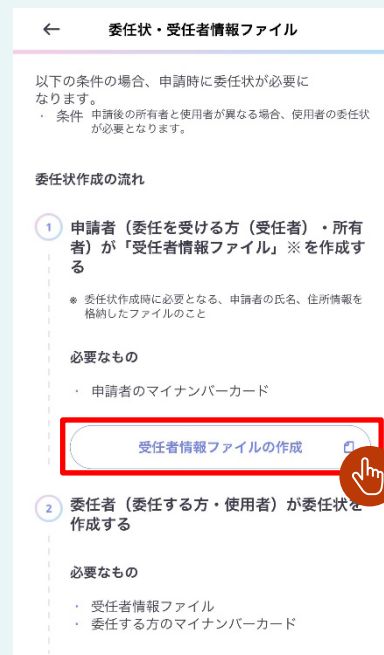 ← 委任状・受任者情報ファイル
以下の条件の場合、申請時に委任状が必要に
なります。
・ 条件 申請後の所有者と使用者が異なる場合、使用者の委任状
が必要となります。
委任状作成の流れ
1 申請者（委任を受ける方（受任者）・所有
者）が「受任者情報ファイル」※を作成す
る
※ 委任状作成時に必要となる、申請者の氏名、住所情報を
格納したファイルのこと
必要なもの
・ 申請者のマイナンバーカード
受任者情報ファイルの作成
2 委任者（委任する方・使用者）が委任状を
作成する
必要なもの
・ 受任者情報ファイル
・ 委任する方のマイナンバーカード